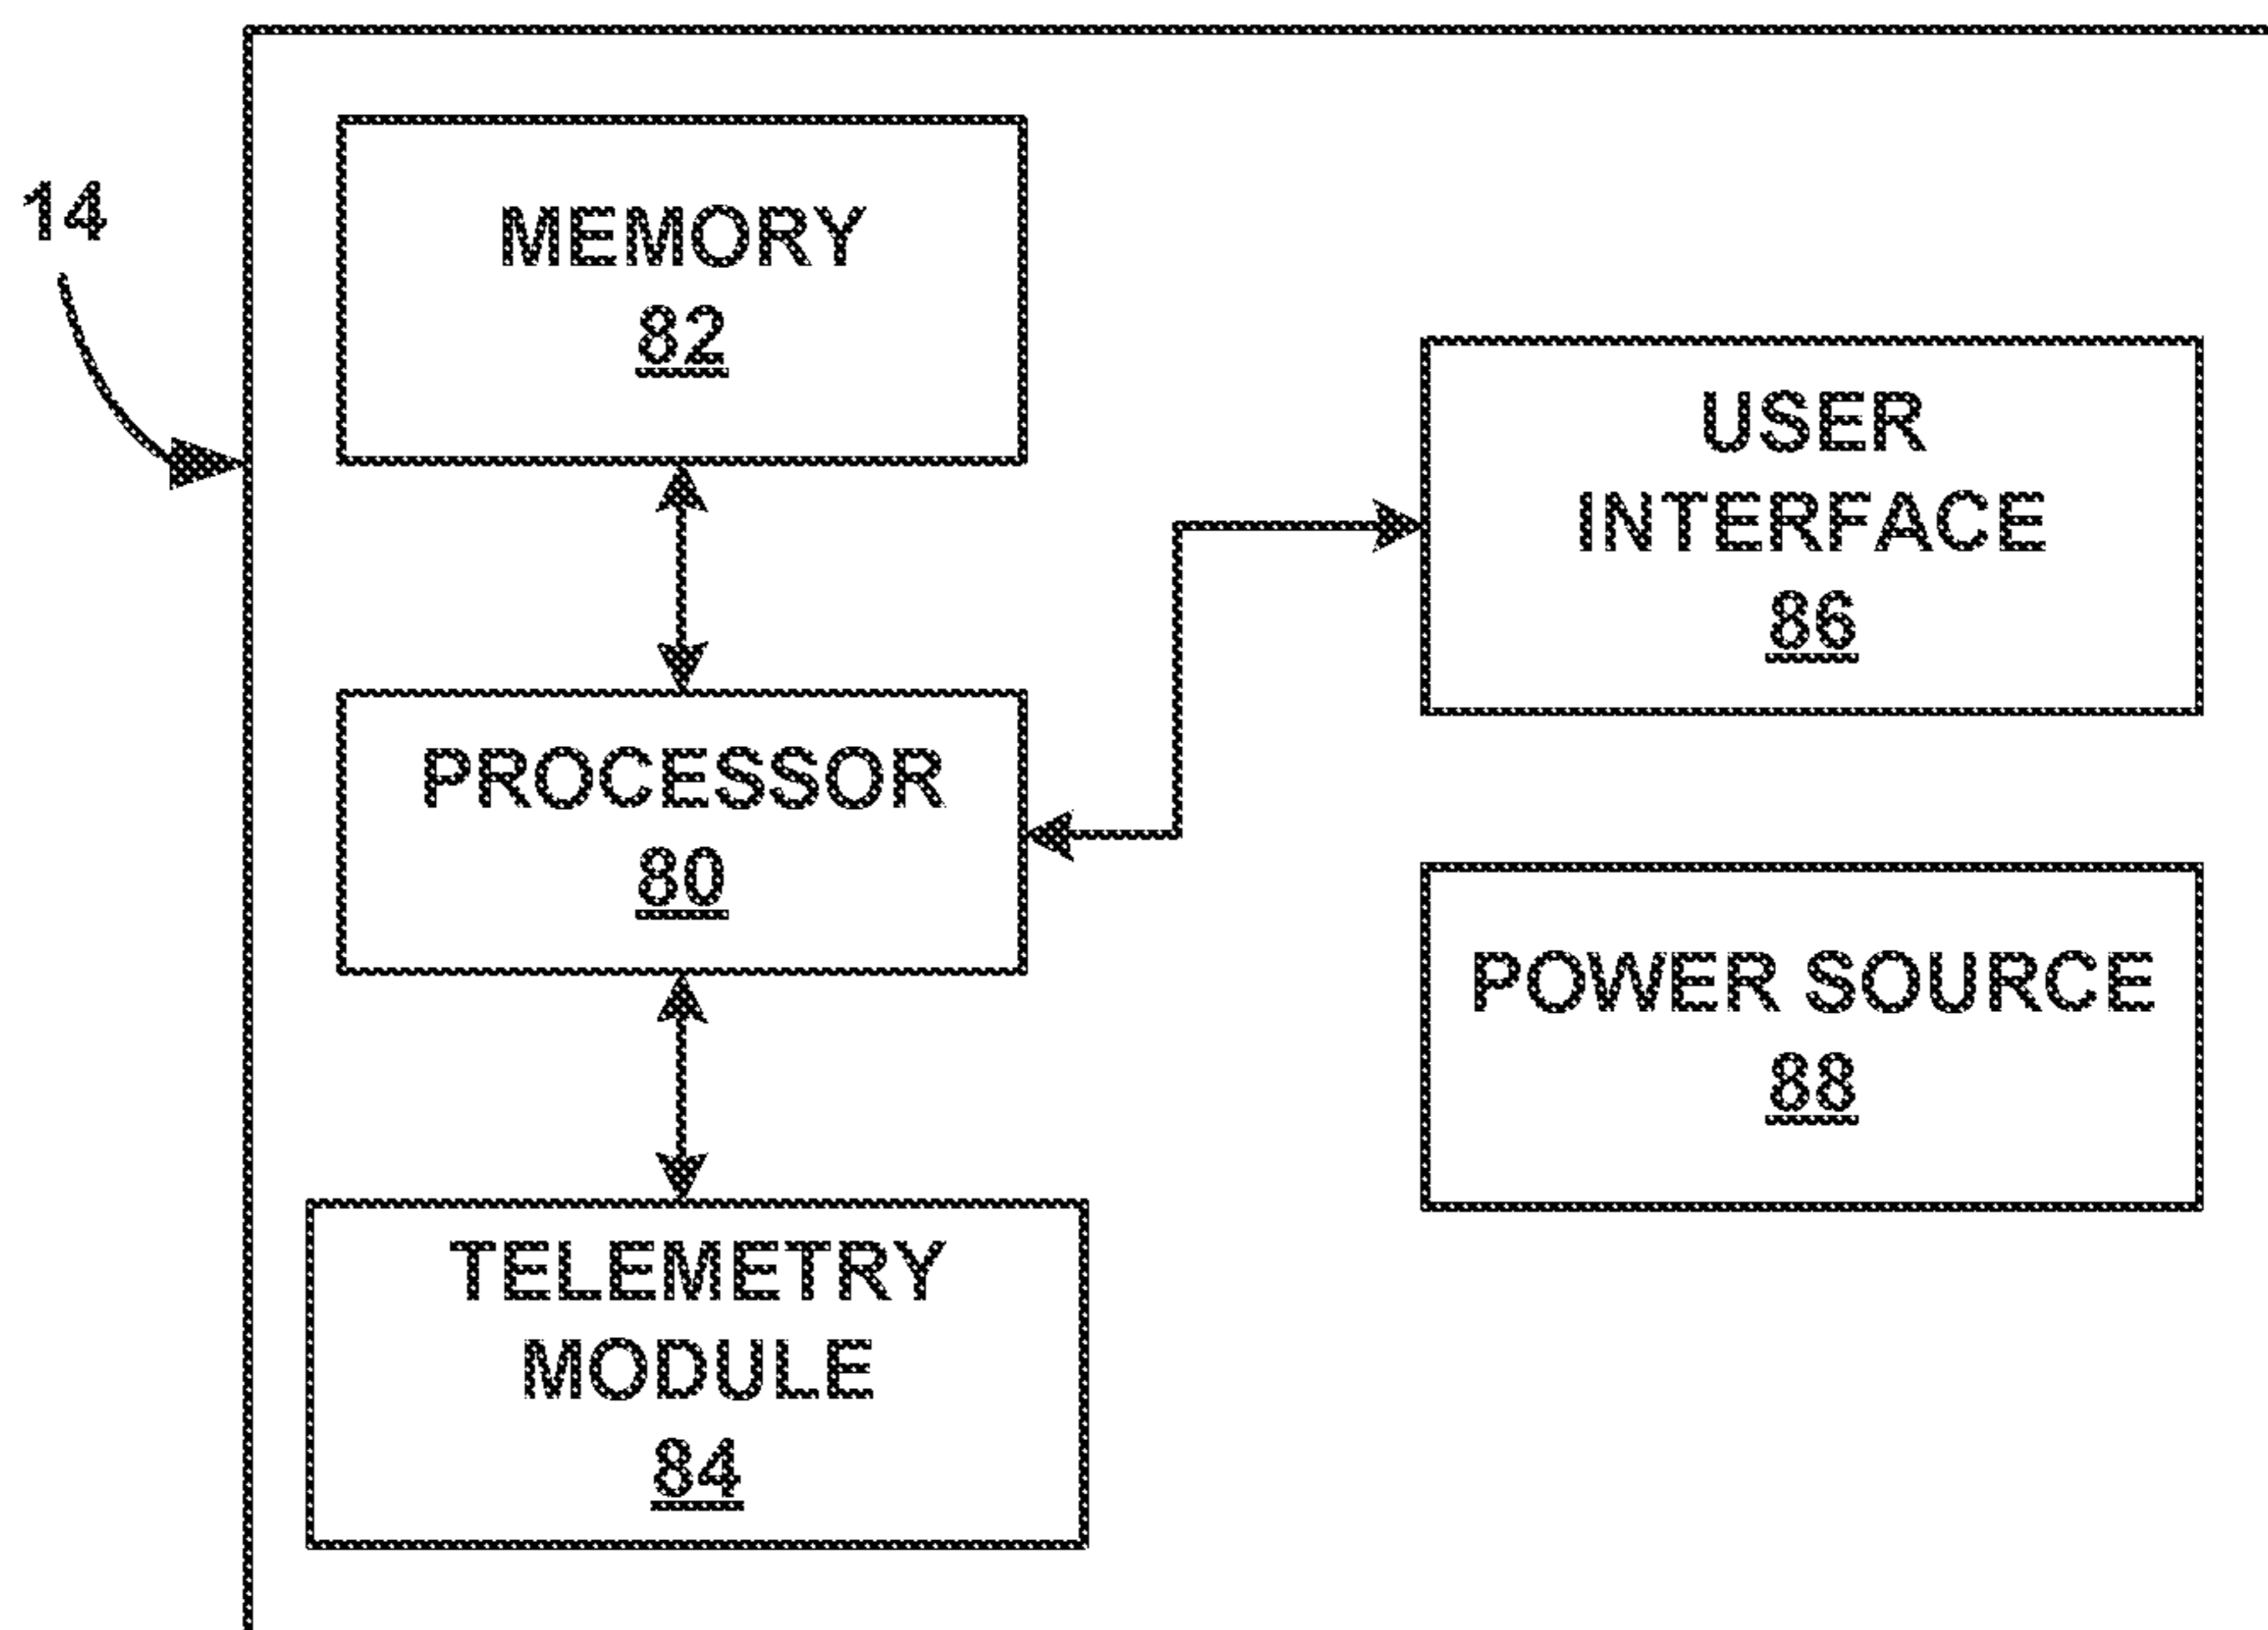 14
MEMORY
82
USER
INTERFACE
86
PROCESSOR
80
POWER SOURCE
88
TELEMETRY
MODULE
84